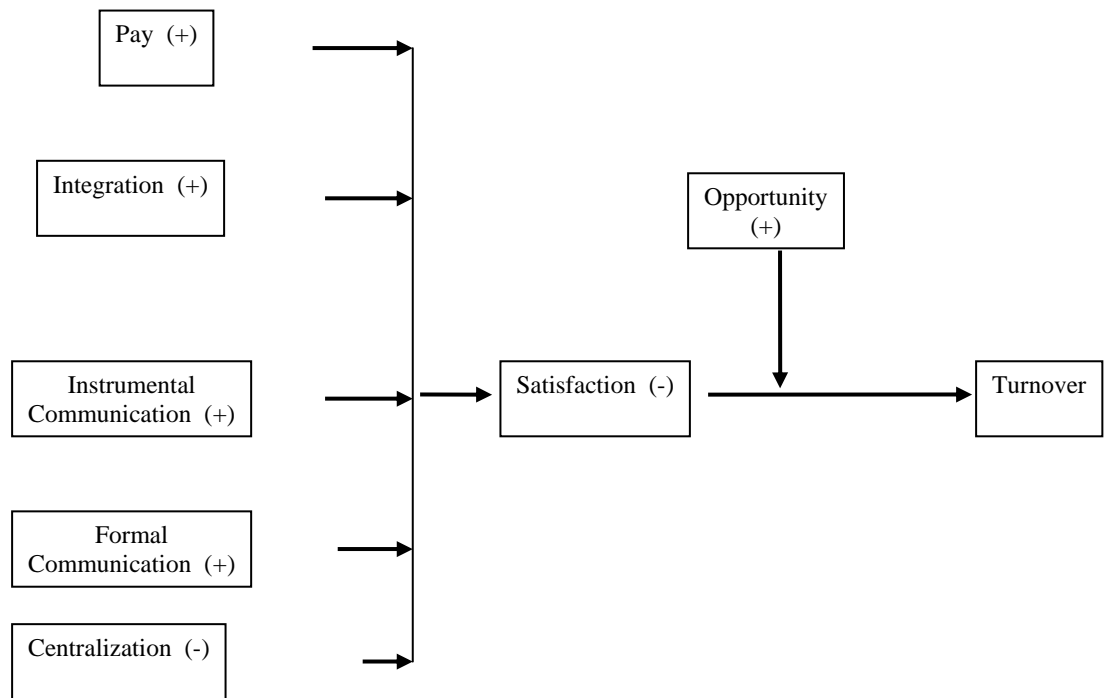 Pay (+)
Integration (+)
Opportunity
(+)
Instrumental
Communication (+)
Satisfaction (-)
Turnover
Formal
Communication (+)
Centralization (-)